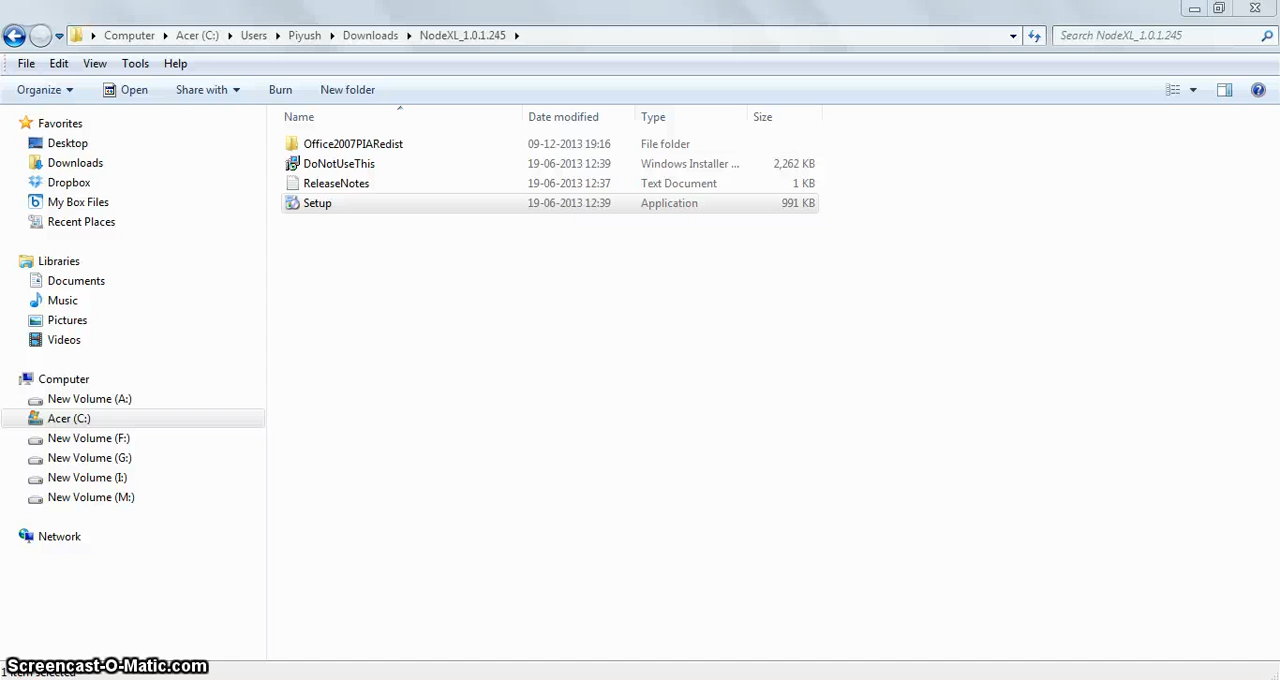 Computer Acer (C:) Users Piyush Downloads NodeXL_1.0.1.245 Search NodeXL_1.0.1.245
File Edit View Tools Help
Organize Open Share with Burn New folder
Name Date modified Type Size
Office2007PIARedist 09-12-2013 19:16 File folder
DoNotUseThis 19-06-2013 12:39 Windows Installer ... 2,262 KB
ReleaseNotes 19-06-2013 12:37 Text Document 1 KB
Setup 19-06-2013 12:39 Application 991 KB
Favorites
Desktop
Downloads
Dropbox
My Box Files
Recent Places
Libraries
Documents
Music
Pictures
Videos
Computer
New Volume (A:)
Acer (C:)
New Volume (F:)
New Volume (G:)
New Volume (I:)
New Volume (M:)
Network
Screencast-O-Matic.com
1 item selected